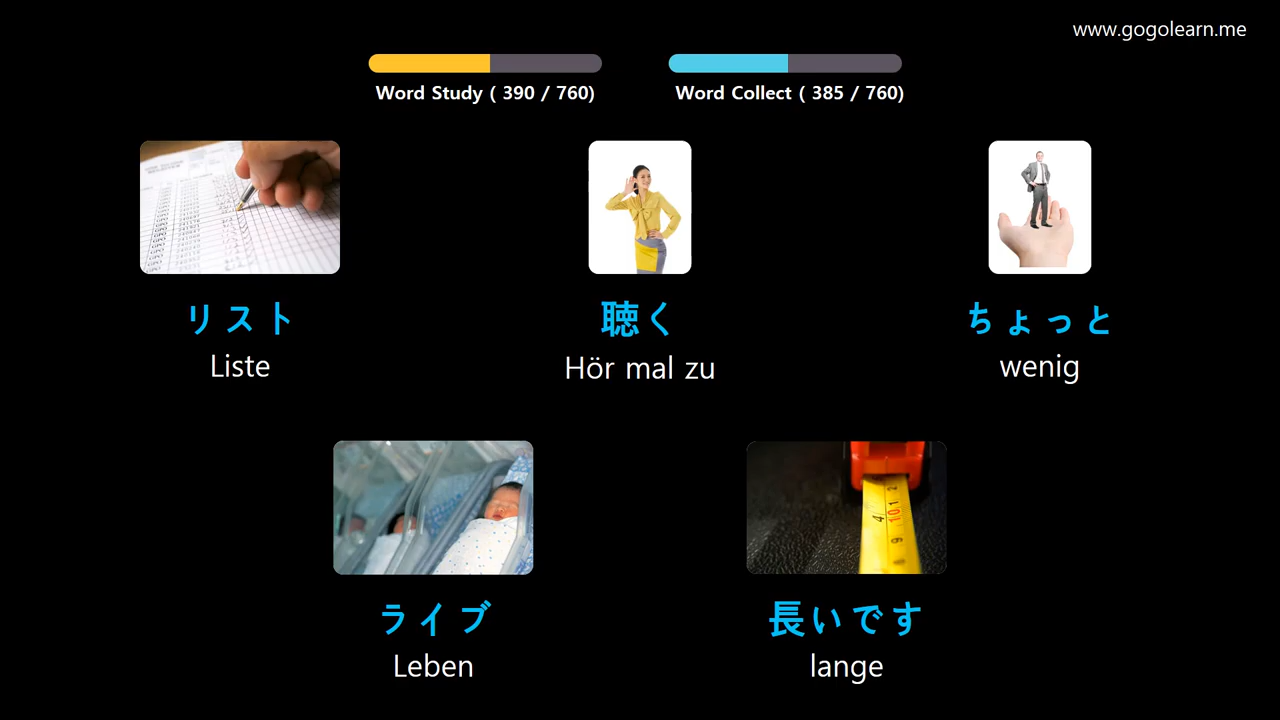 www.gogolearn.me
Word Study ( 390 / 760)
Word Collect ( 385 / 760)
リスト
Liste
聴く
Hör mal zu
ちょっと
wenig
ライブ
Leben
長いです
lange